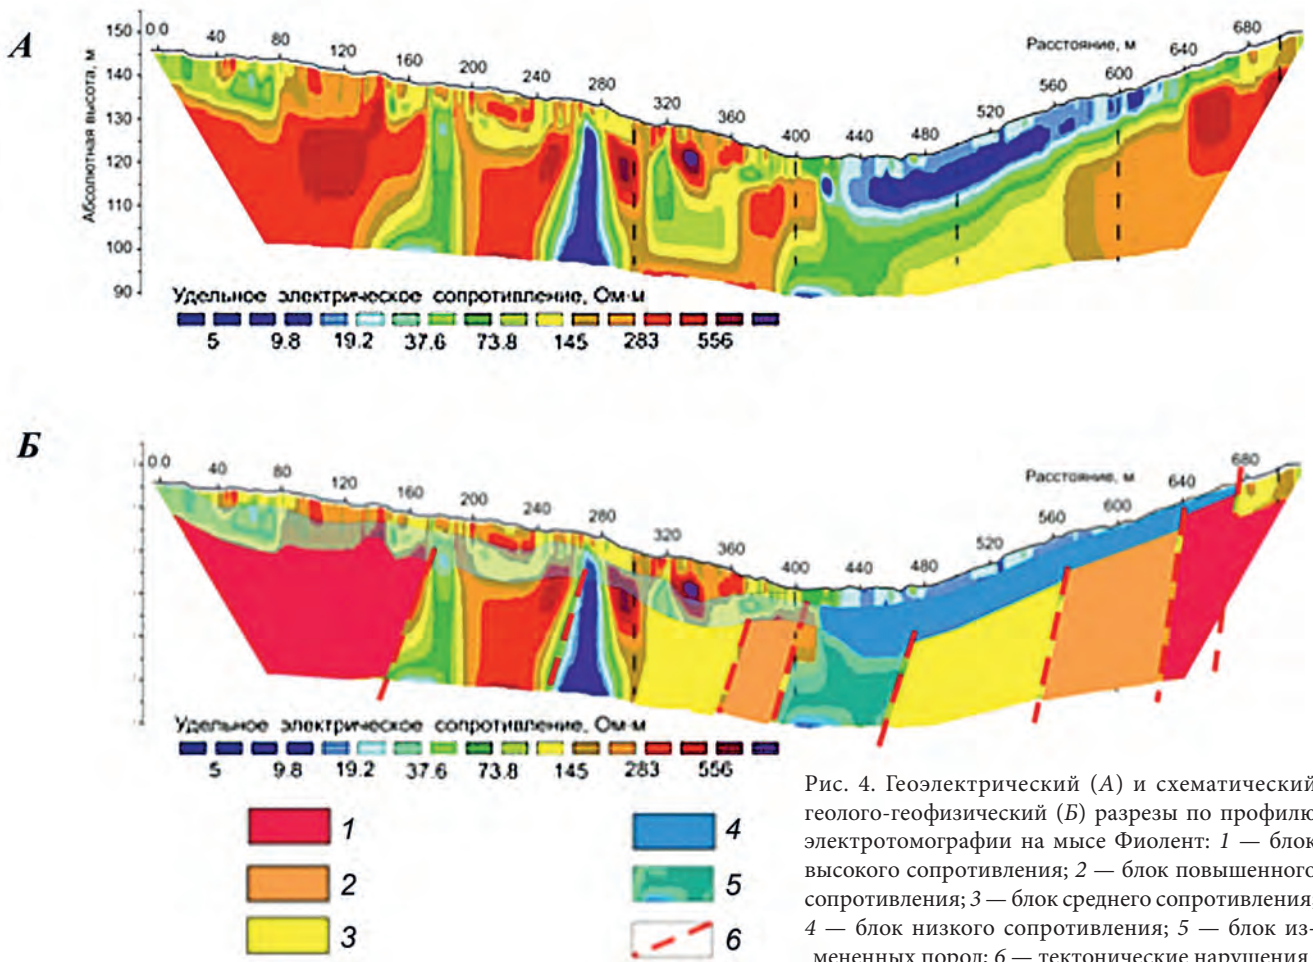 А
Абсолютная высота, м
150
140
130
120
110
100
90
0.0 40 80 120 160 200 240 280 320 360 400 440 480 520 560 600 640 680
Расстояние, м
Удельное электрическое сопротивление, Ом·м
5 9.8 19.2 37.6 73.8 145 283 556
Б
0.0 40 80 120 160 200 240 280 320 360 400 440 480 520 560 600 640 680
Расстояние, м
Удельное электрическое сопротивление, Ом·м
5 9.8 19.2 37.6 73.8 145 283 556
1
2
3
4
5
6
Рис. 4. Геоэлектрический (А) и схематический
геолого-геофизический (Б) разрезы по профилю
электротомографии на мысе Фиолент: 1 — блок
высокого сопротивления; 2 — блок повышенного
сопротивления; 3 — блок среднего сопротивления;
4 — блок низкого сопротивления; 5 — блок из-
мененных пород; 6 — тектонические нарушения